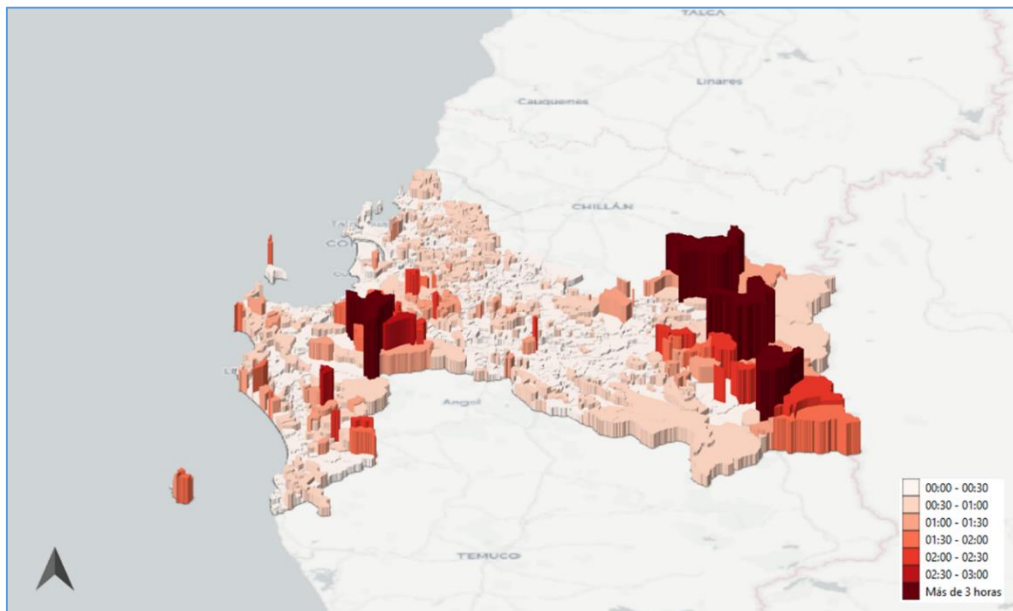 TALCA
Linares
Cauquenes
CHILLÁN
Angol
TEMUCO
00:00 - 00:30
00:30 - 01:00
01:00 - 01:30
01:30 - 02:00
02:00 - 02:30
02:30 - 03:00
Más de 3 horas